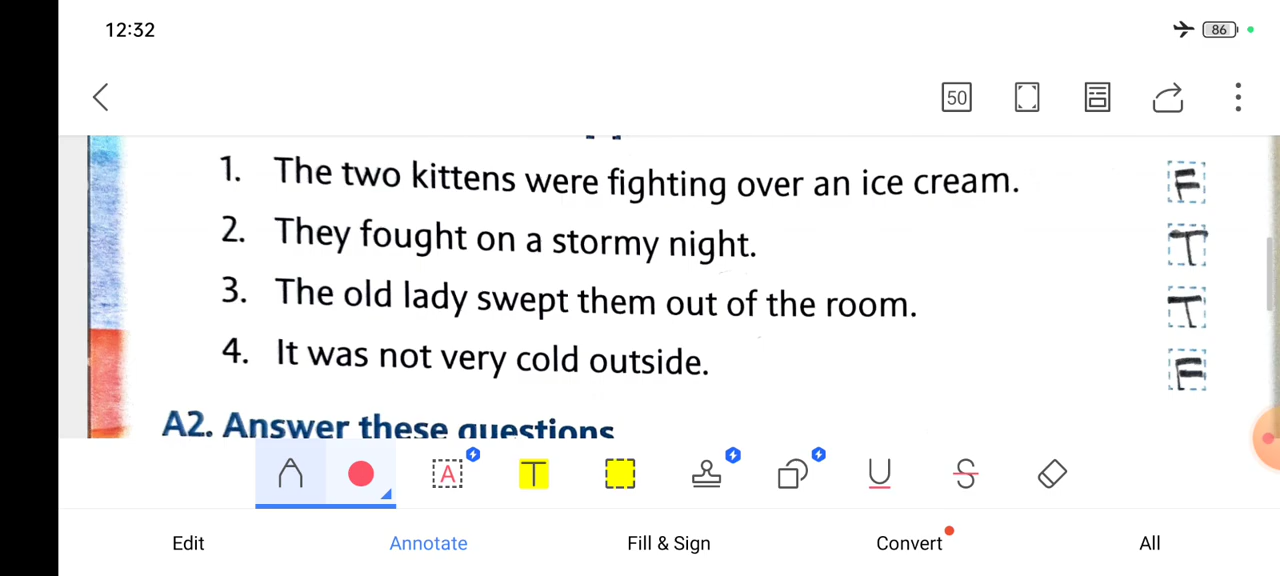 12:32
86
50
1. The two kittens were fighting over an ice cream. F
2. They fought on a stormy night. T
3. The old lady swept them out of the room. T
4. It was not very cold outside. F
A2. Answer these questions
A T U S
Edit Annotate Fill & Sign Convert All